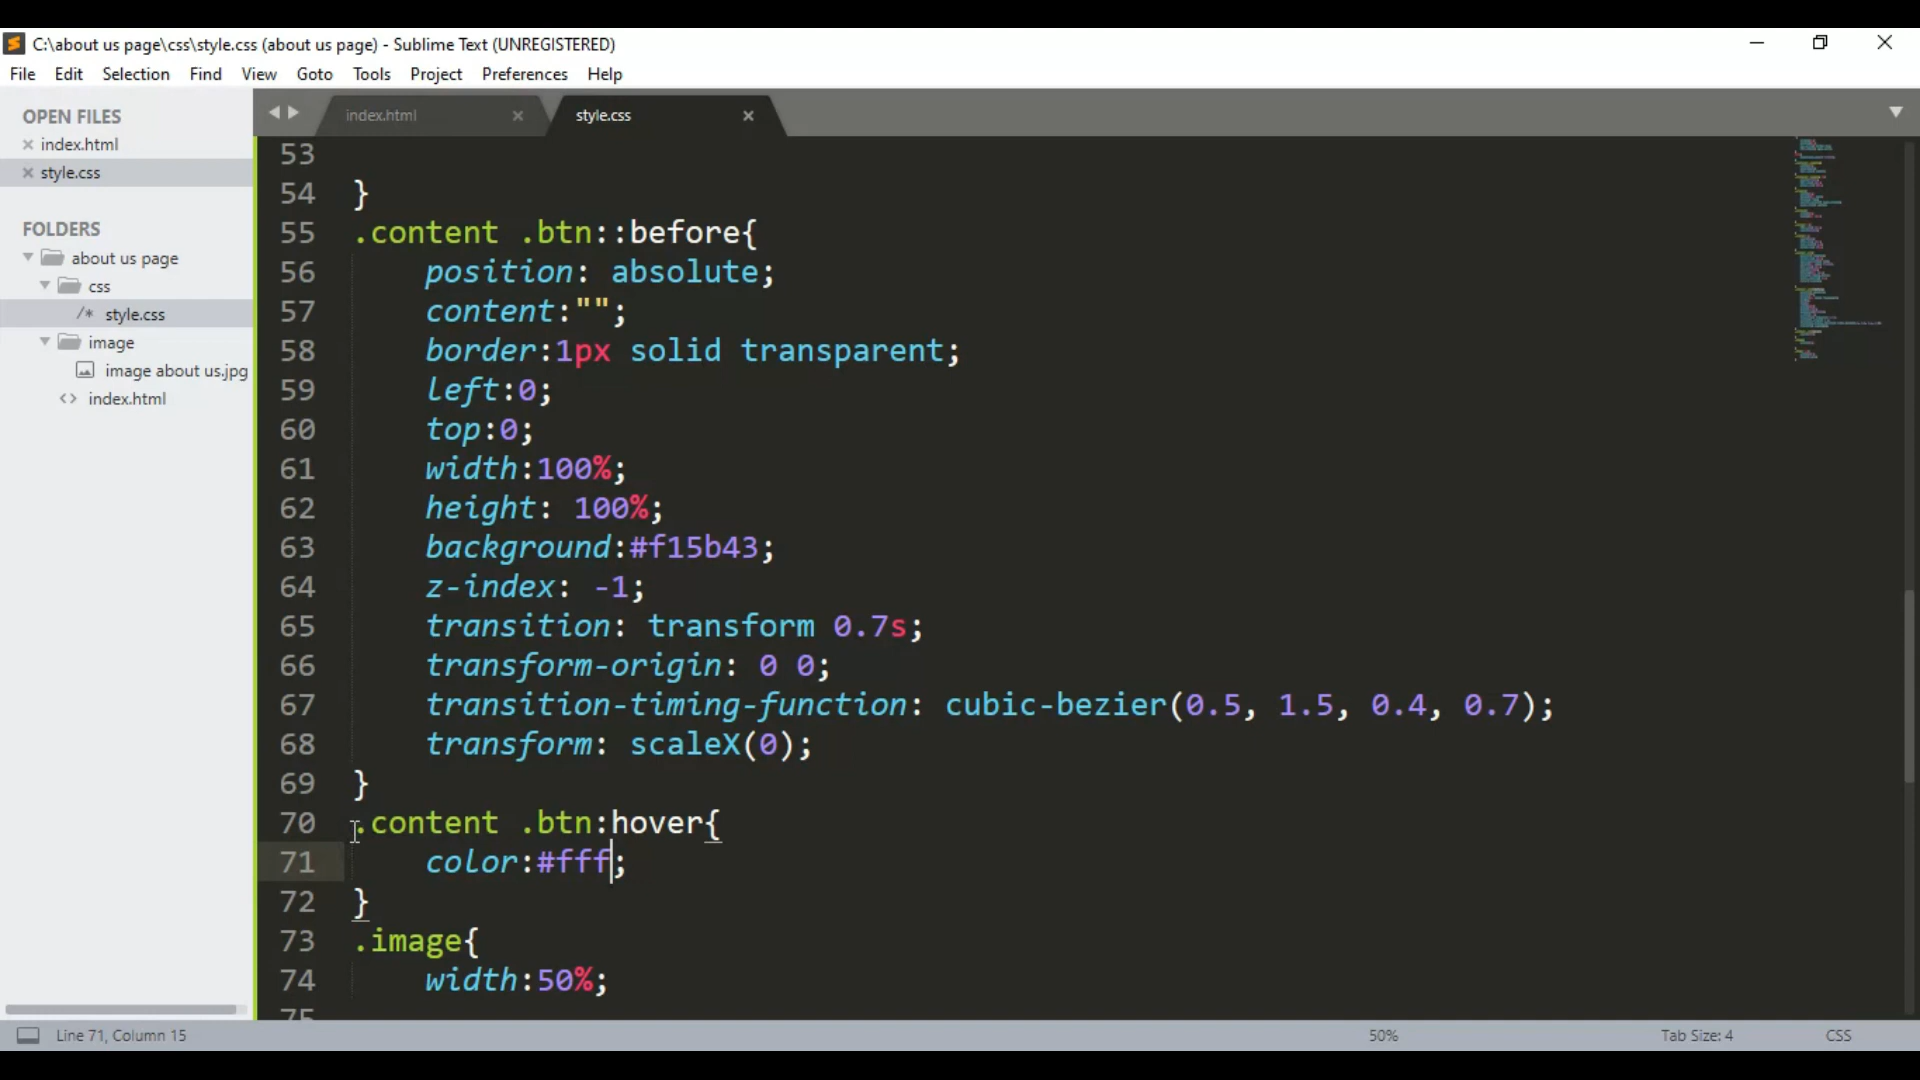 C:\about us page\css\style.css (about us page) - Sublime Text (UNREGISTERED)
File Edit Selection Find View Goto Tools Project Preferences Help
OPEN FILES
index.html
style.css
FOLDERS
about us page
css
/* style.css
image
image about us.jpg
<> index.html
index.html
style.css
53
54 }
55 .content .btn::before{
56 position: absolute;
57 content:"";
58 border:1px solid transparent;
59 left:0;
60 top:0;
61 width:100%;
62 height: 100%;
63 background:#f15b43;
64 z-index: -1;
65 transition: transform 0.7s;
66 transform-origin: 0 0;
67 transition-timing-function: cubic-bezier(0.5, 1.5, 0.4, 0.7);
68 transform: scaleX(0);
69 }
70 .content .btn:hover{
71 color:#fff;
72 }
73 .image{
74 width:50%;
75
Line 71, Column 15
50%
Tab Size: 4
CSS